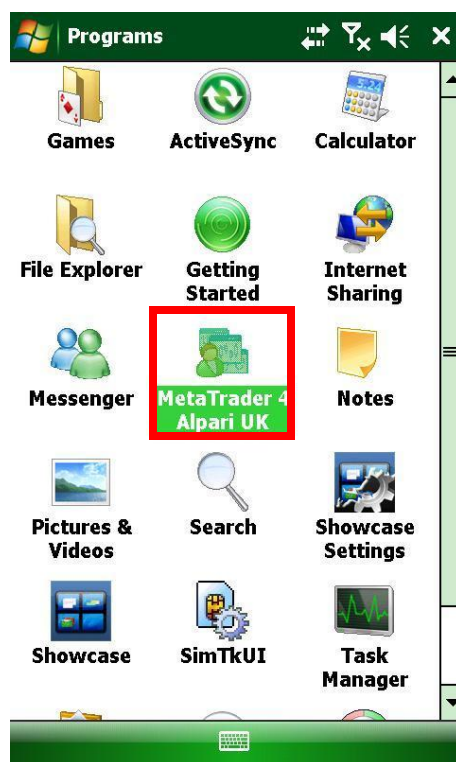 Programs
Games
ActiveSync
Calculator
File Explorer
Getting
Started
Internet
Sharing
Messenger
MetaTrader 4
Alpari UK
Notes
Pictures &
Videos
Search
Showcase
Settings
Showcase
SimTkUI
Task
Manager